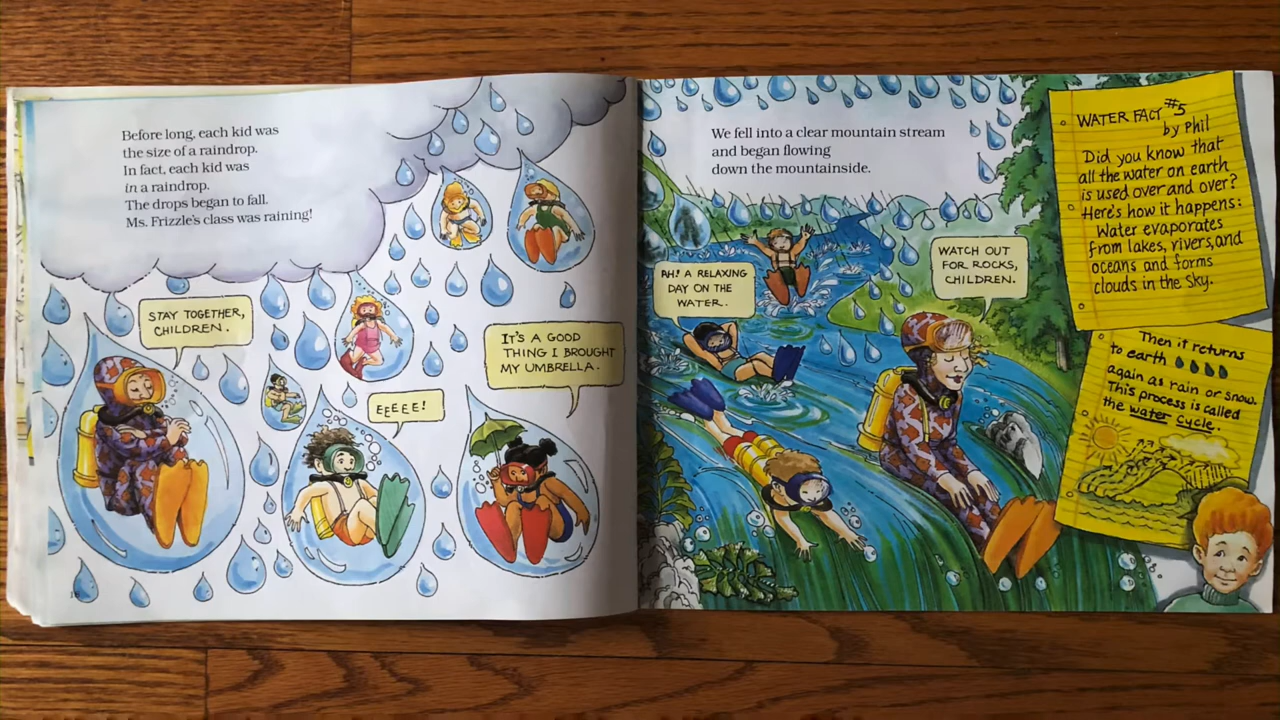 Before long, each kid was
the size of a raindrop.
In fact, each kid was
in a raindrop.
The drops began to fall.
Ms. Frizzle's class was raining!
STAY TOGETHER,
CHILDREN.
EEEEE!
IT'S A GOOD
THING I BROUGHT
MY UMBRELLA.
We fell into a clear mountain stream
and began flowing
down the mountainside.
AH! A RELAXING
DAY ON THE
WATER.
WATCH OUT
FOR ROCKS,
CHILDREN.
WATER FACT #5
by Phil
Did you know that
all the water on earth
is used over and over?
Here's how it happens:
Water evaporates
from lakes, rivers, and
oceans and forms
clouds in the sky.
Then it returns
to earth
again as rain or snow.
This process is called
the water cycle.